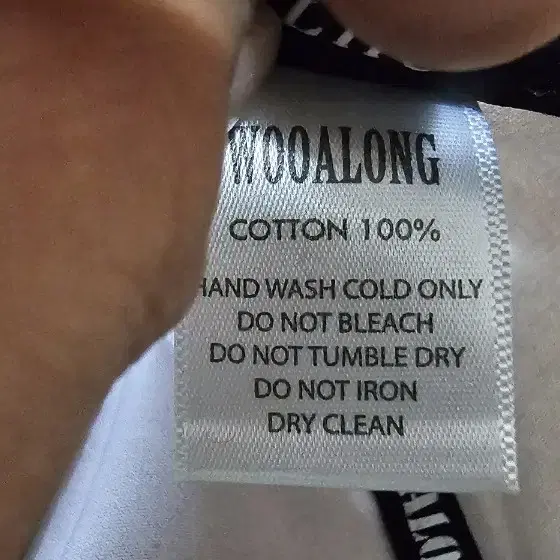 WOOALONG
COTTON 100%
HAND WASH COLD ONLY
DO NOT BLEACH
DO NOT TUMBLE DRY
DO NOT IRON
DRY CLEAN